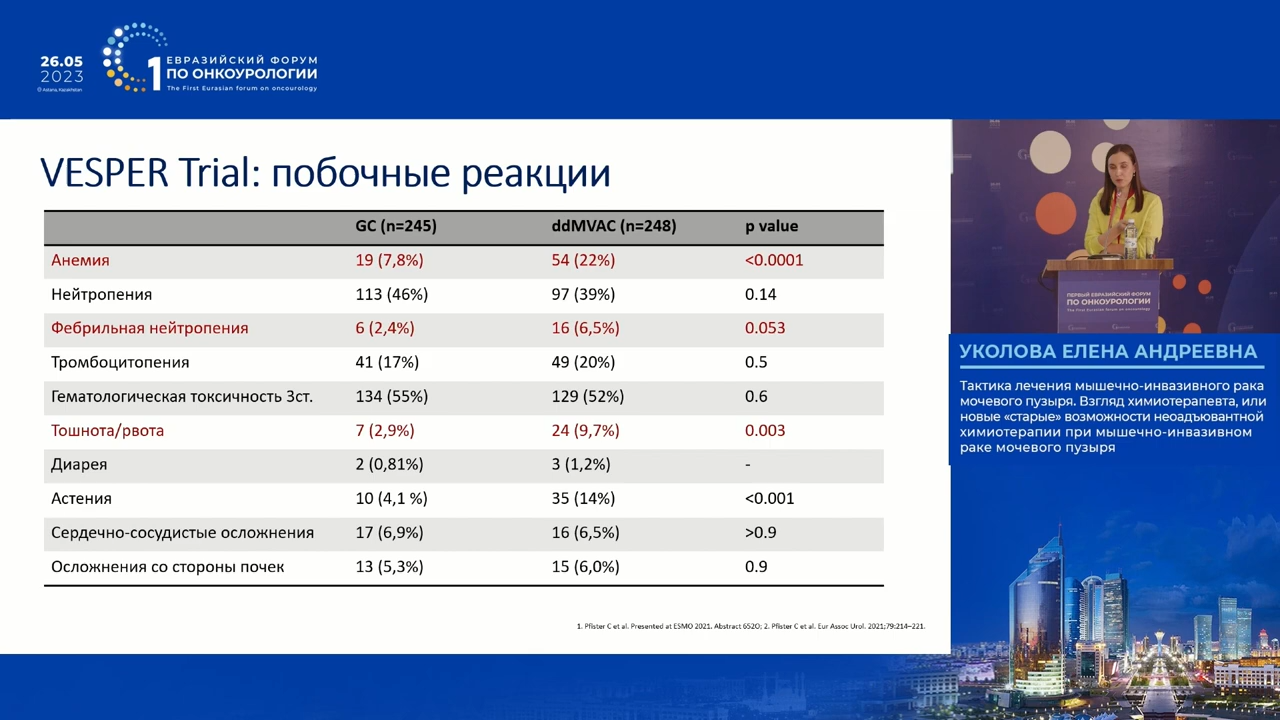 26.05
2023
Astana, Kazakhstan
1
ЕВРАЗИЙСКИЙ ФОРУМ
ПО ОНКОУРОЛОГИИ
The First Eurasian forum on oncourology
VESPER Trial: побочные реакции
GC (n=245) ddMVAC (n=248) p value
Анемия 19 (7,8%) 54 (22%) <0.0001
Нейтропения 113 (46%) 97 (39%) 0.14
Фебрильная нейтропения 6 (2,4%) 16 (6,5%) 0.053
Тромбоцитопения 41 (17%) 49 (20%) 0.5
Гематологическая токсичность 3ст. 134 (55%) 129 (52%) 0.6
Тошнота/рвота 7 (2,9%) 24 (9,7%) 0.003
Диарея 2 (0,81%) 3 (1,2%) -
Астения 10 (4,1 %) 35 (14%) <0.001
Сердечно-сосудистые осложнения 17 (6,9%) 16 (6,5%) >0.9
Осложнения со стороны почек 13 (5,3%) 15 (6,0%) 0.9
1. Pfister C et al. Presented at ESMO 2021. Abstract 652O; 2. Pfister C et al. Eur Assoc Urol. 2021;79:214–221.
ПЕРВЫЙ ЕВРАЗИЙСКИЙ ФОРУМ
ПО ОНКОУРОЛОГИИ
The First Eurasian forum on oncourology
УКОЛОВА ЕЛЕНА АНДРЕЕВНА
Тактика лечения мышечно-инвазивного рака
мочевого пузыря. Взгляд химиотерапевта, или
новые «старые» возможности неоадъювантной
химиотерапии при мышечно-инвазивном
раке мочевого пузыря